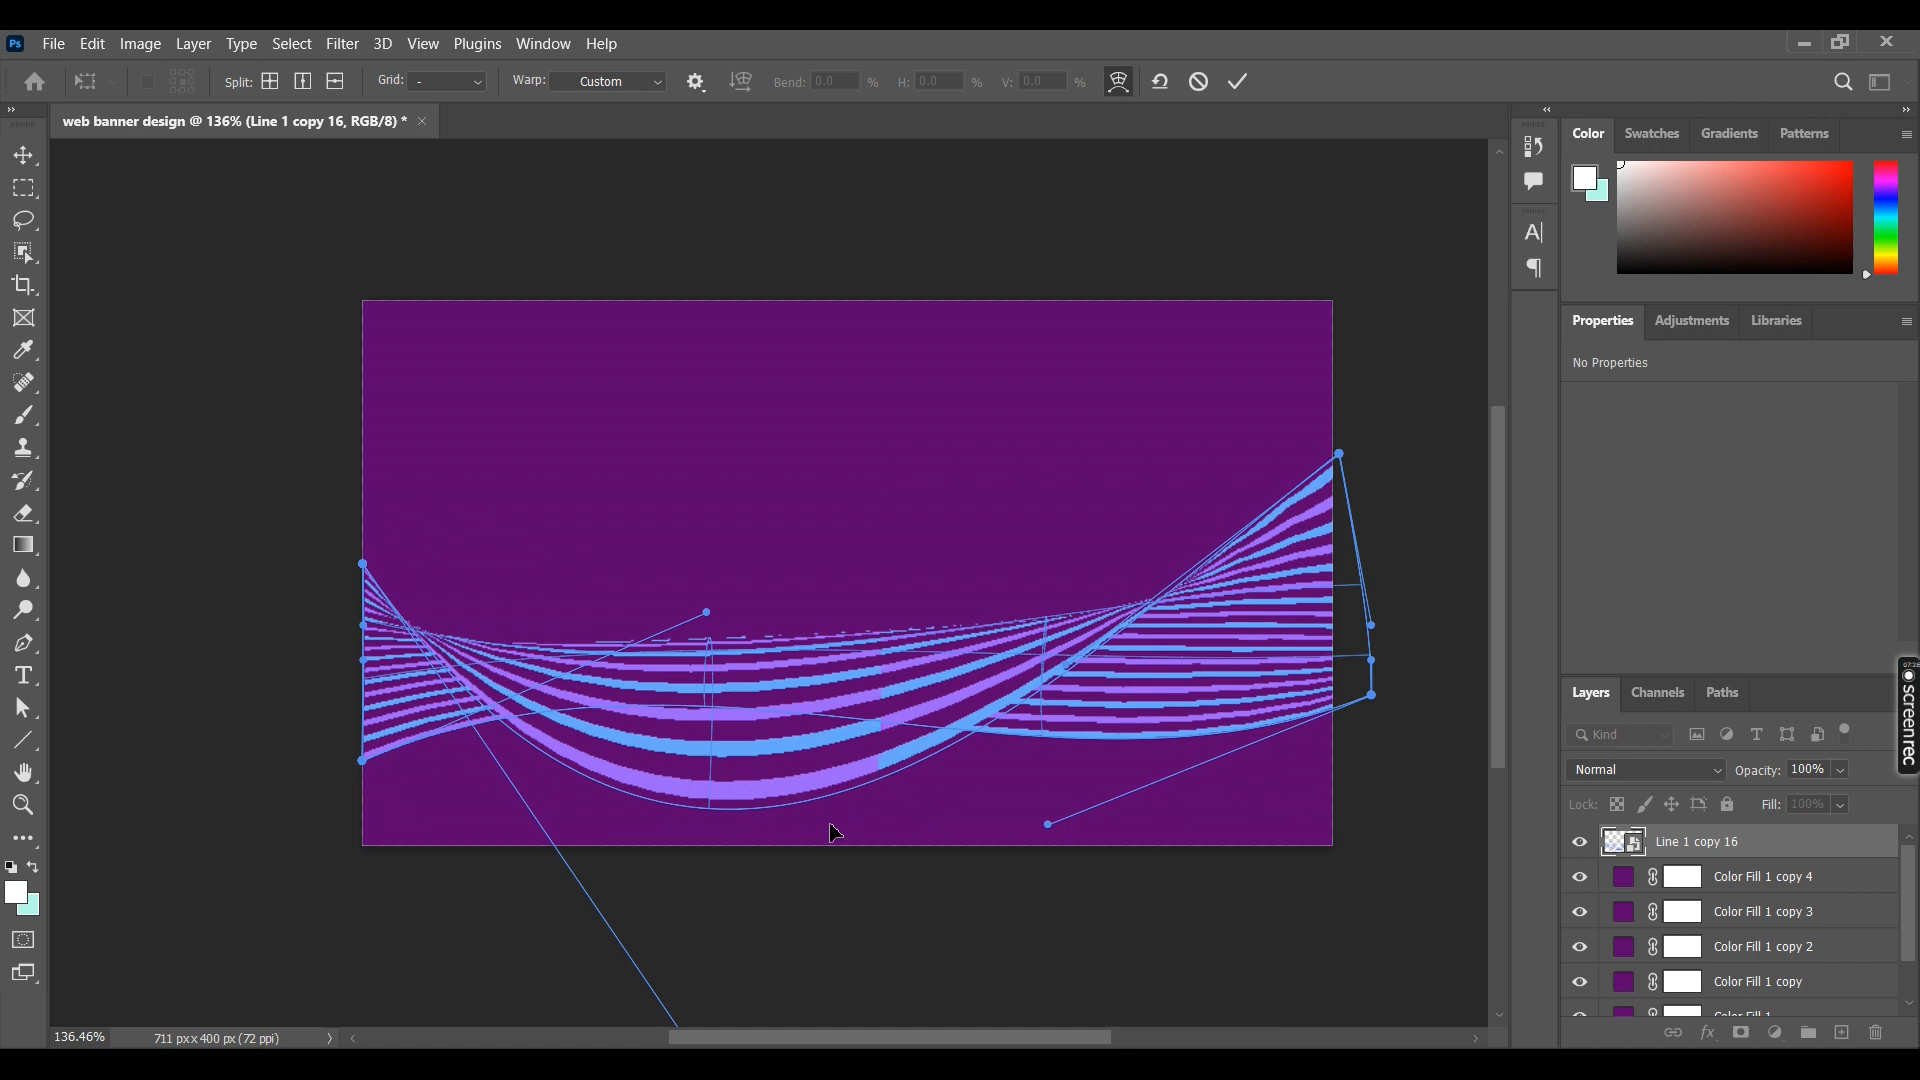 Ps File Edit Image Layer Type Select Filter 3D View Plugins Window Help
Split: Grid: - Warp: Custom Bend: 0.0 % H: 0.0 % V: 0.0 %
web banner design @ 136% (Line 1 copy 16, RGB/8) * ×
Color Swatches Gradients Patterns
Properties Adjustments Libraries
No Properties
Layers Channels Paths
Kind
Normal Opacity: 100%
Lock: Fill: 100%
Line 1 copy 16
Color Fill 1 copy 4
Color Fill 1 copy 3
Color Fill 1 copy 2
Color Fill 1 copy
Color Fill 1
136.46% 711 px x 400 px (72 ppi)
screenrec